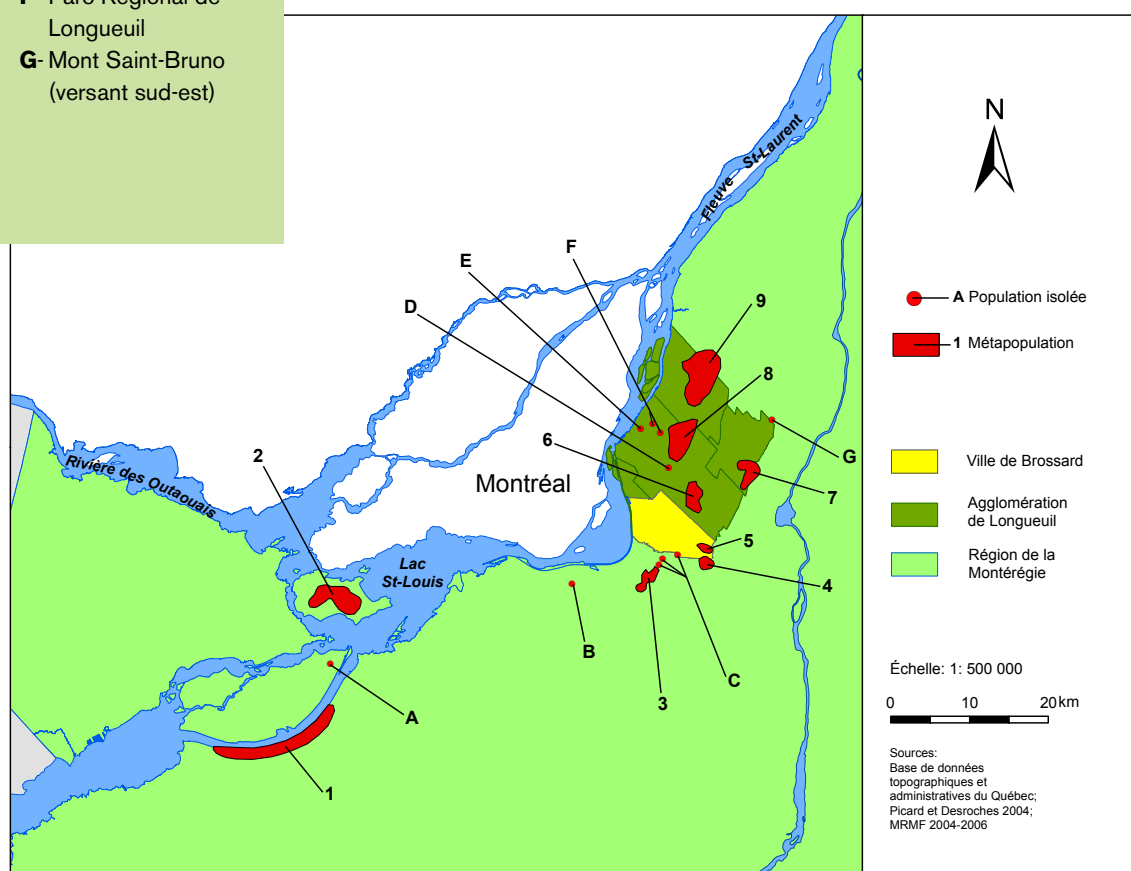 F- Parc Régional de
Longueuil
G- Mont Saint-Bruno
(versant sud-est)
N
Fleuve St-Laurent
F
E
D
9
8
6
G
7
Montréal
2
Rivière des Outaouais
5
Lac
St-Louis
4
B
C
3
A
1
A Population isolée
1 Métapopulation
Ville de Brossard
Agglomération
de Longueuil
Région de la
Montérégie
Échelle: 1: 500 000
0 10 20 km
Sources:
Base de données
topographiques et
administratives du Québec;
Picard et Desroches 2004;
MRMF 2004-2006